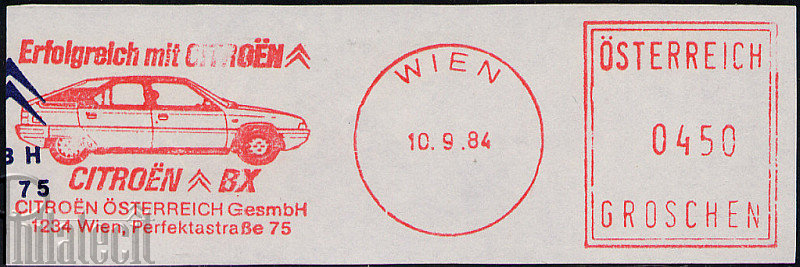 Erfolgreich mit CITROËN
B H
75
CITROËN BX
CITROËN ÖSTERREICH GesmbH
1234 Wien, Perfektastraße 75
WIEN
10.9.84
ÖSTERREICH
0450
GROSCHEN